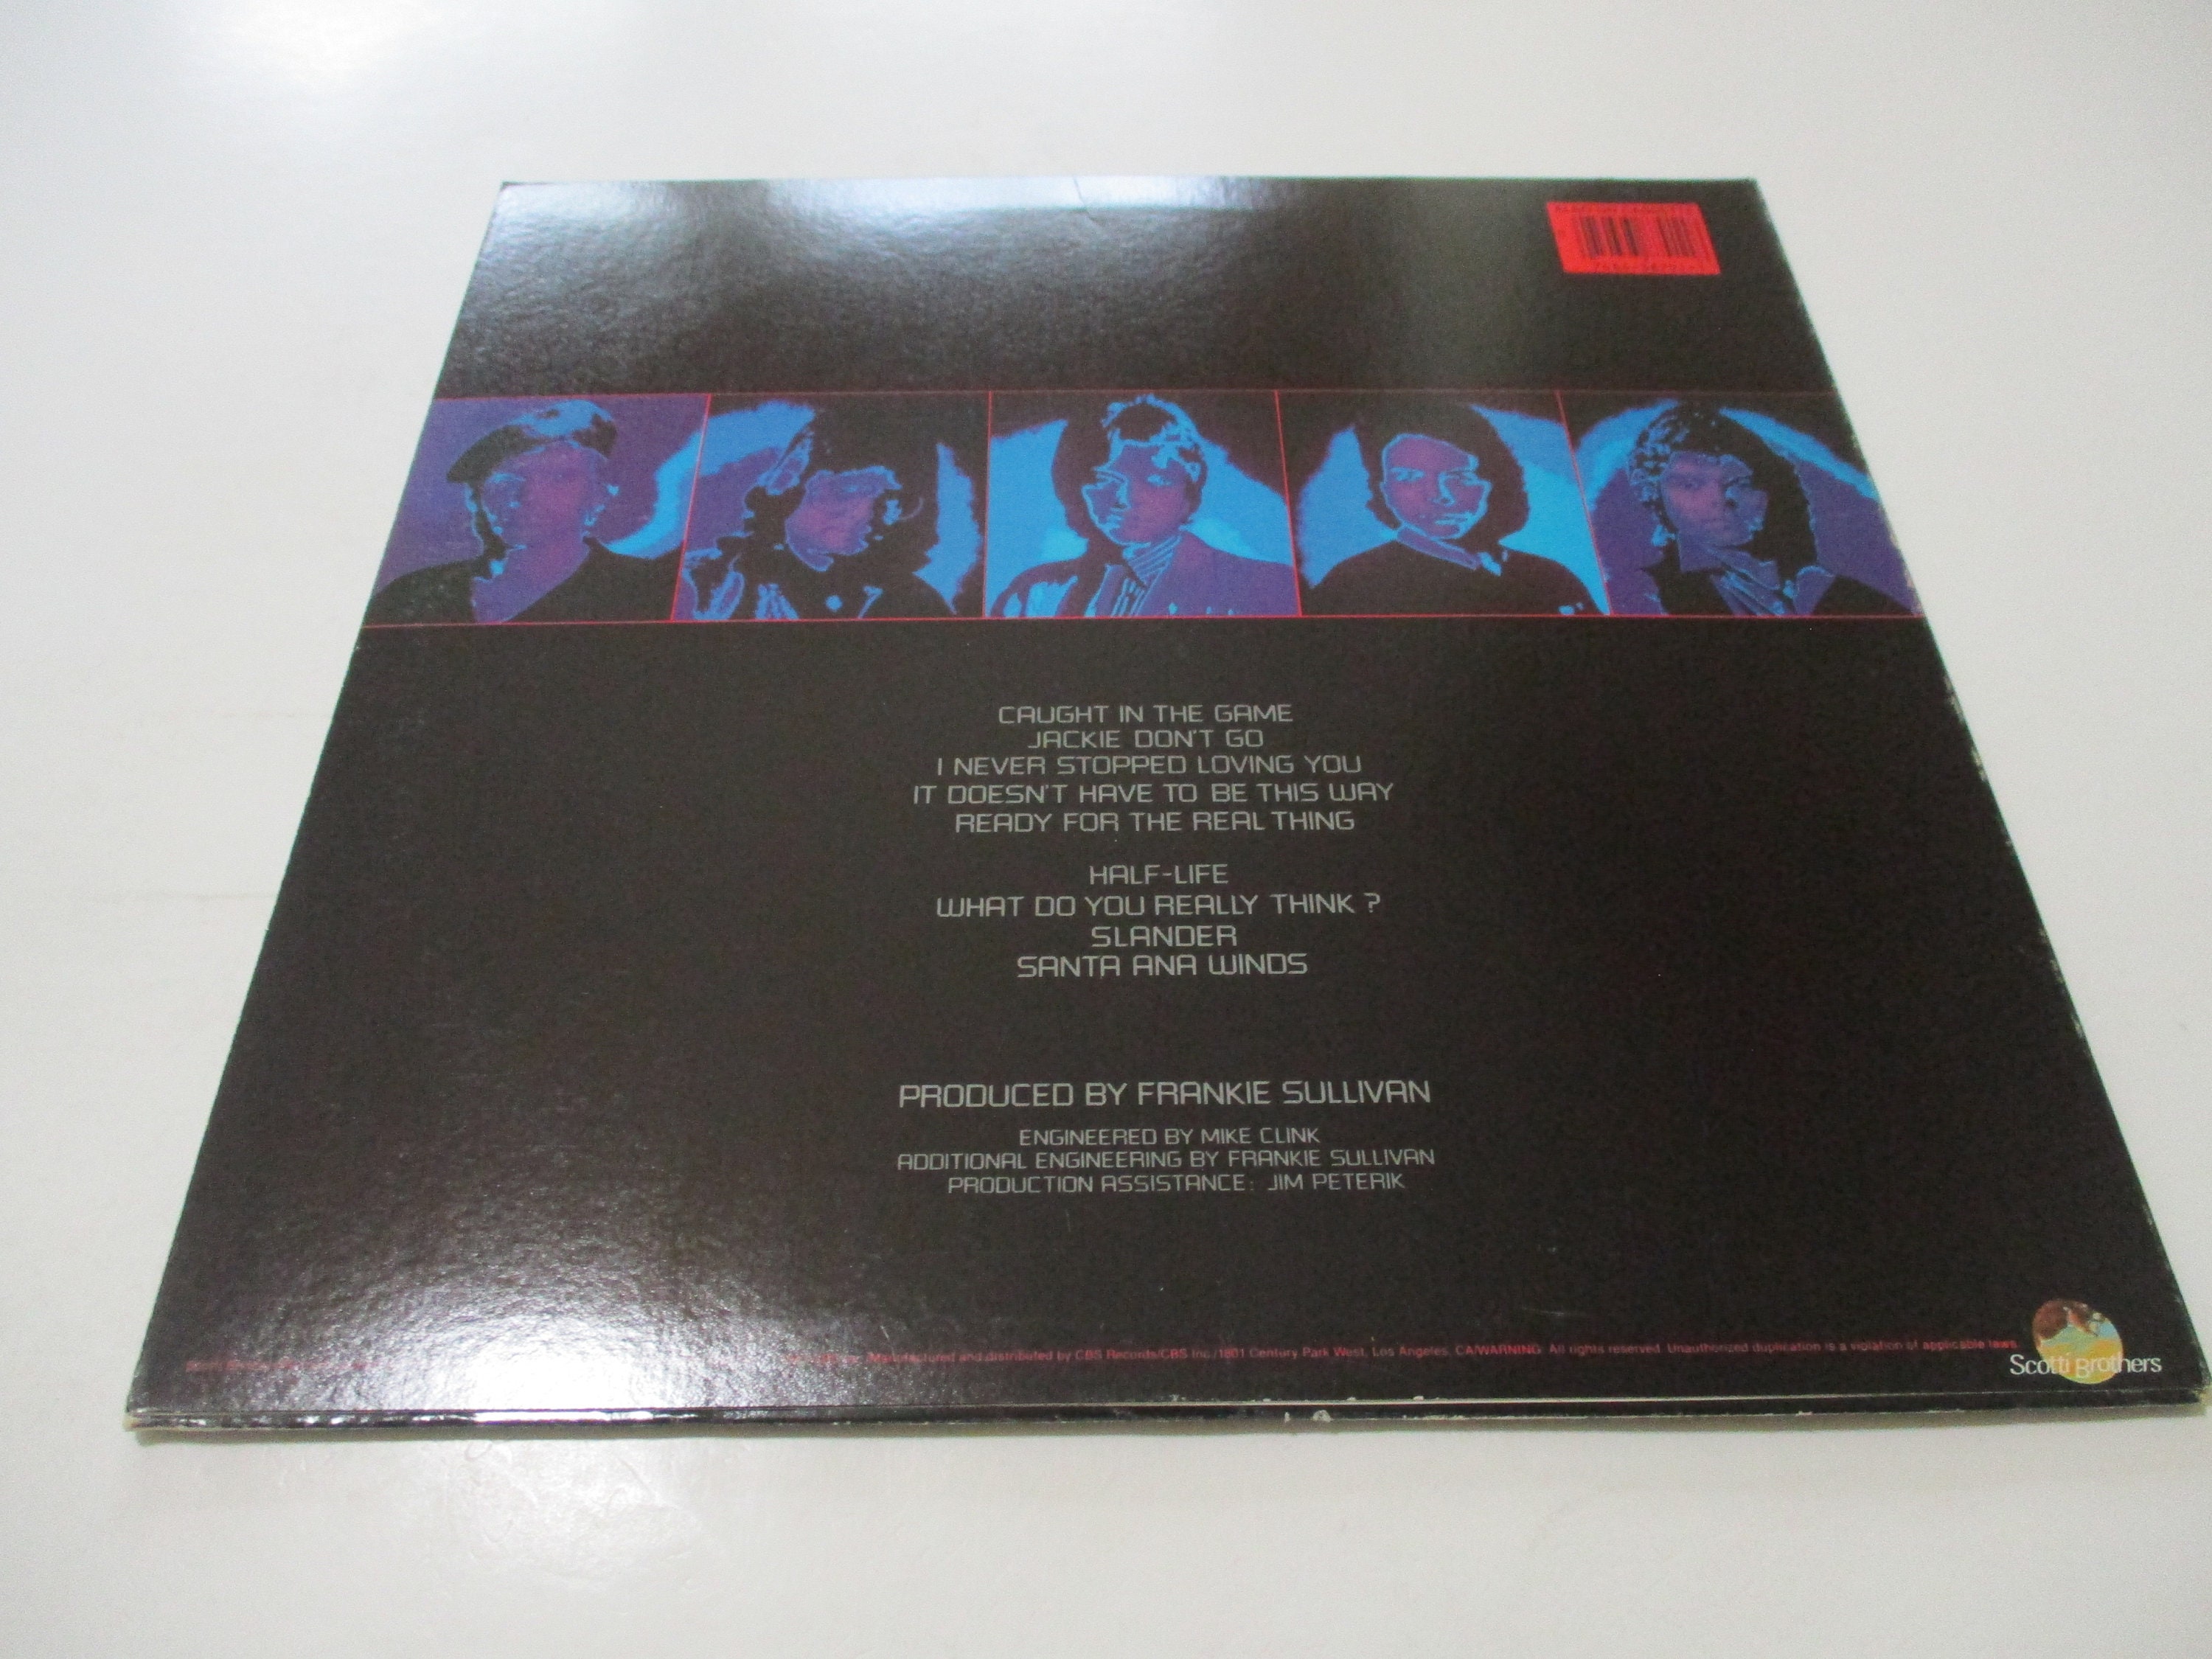 CAUGHT IN THE GAME
JACKIE DON'T GO
I NEVER STOPPED LOVING YOU
IT DOESN'T HAVE TO BE THIS WAY
READY FOR THE REAL THING
HALF-LIFE
WHAT DO YOU REALLY THINK ?
SLANDER
SANTA ANA WINDS
PRODUCED BY FRANKIE SULLIVAN
ENGINEERED BY MIKE CLINK
ADDITIONAL ENGINEERING BY FRANKIE SULLIVAN
PRODUCTION ASSISTANCE: JIM PETERIK
Manufactured and distributed by CBS Records/CBS Inc./1801 Century Park West, Los Angeles, CA/WARNING: All rights reserved. Unauthorized duplication is a violation of applicable laws.
Scotti Brothers